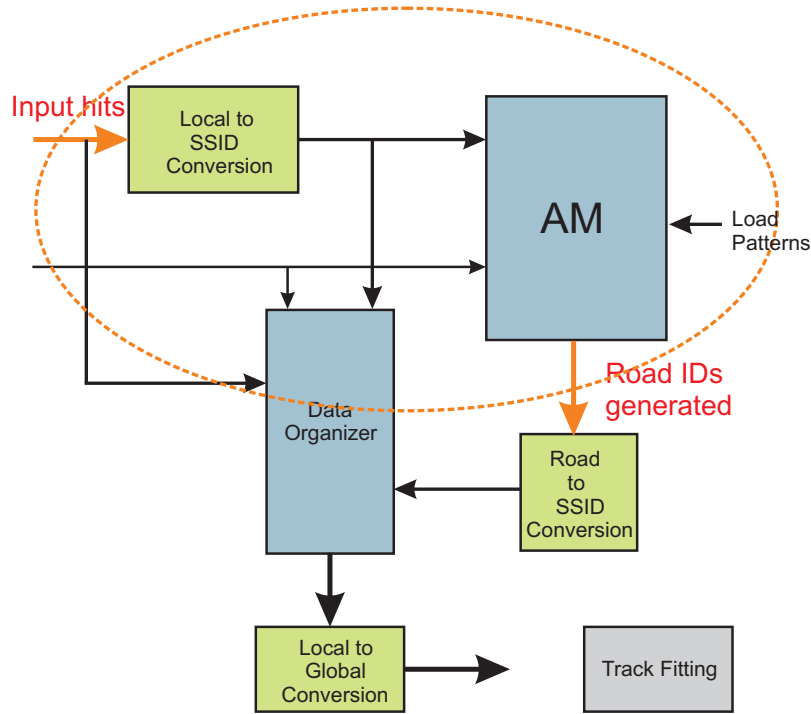 Input hits
Local to
SSID
Conversion
AM
Load
Patterns
Road IDs
generated
Data
Organizer
Road
to
SSID
Conversion
Local to
Global
Conversion
Track Fitting